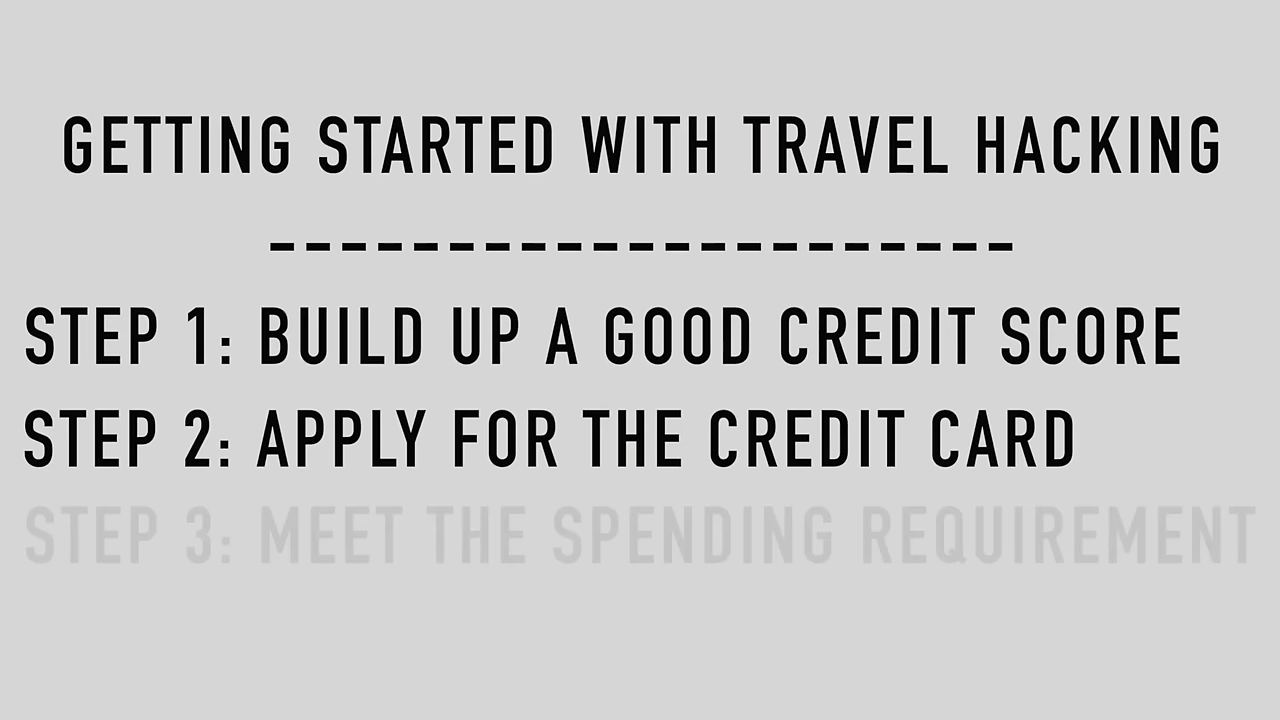 GETTING STARTED WITH TRAVEL HACKING
----------------------
STEP 1: BUILD UP A GOOD CREDIT SCORE
STEP 2: APPLY FOR THE CREDIT CARD
STEP 3: MEET THE SPENDING REQUIREMENT